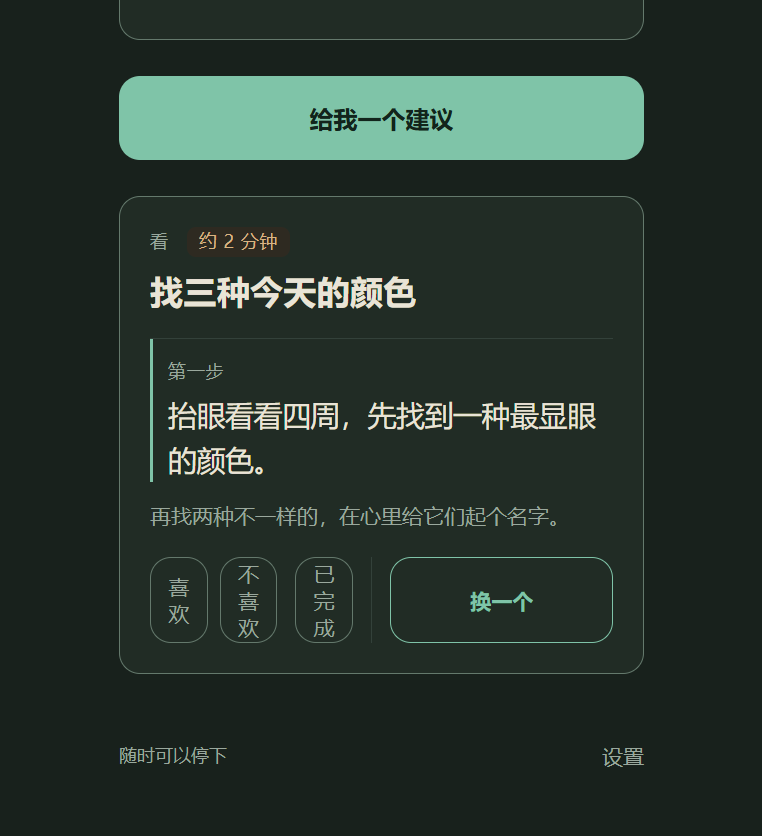 给我一个建议
看 约 2 分钟
找三种今天的颜色
第一步
抬眼看看四周，先找到一种最显眼
的颜色。
再找两种不一样的，在心里给它们起个名字。
喜
欢
不
喜
欢
已
完
成
换一个
随时可以停下 设置